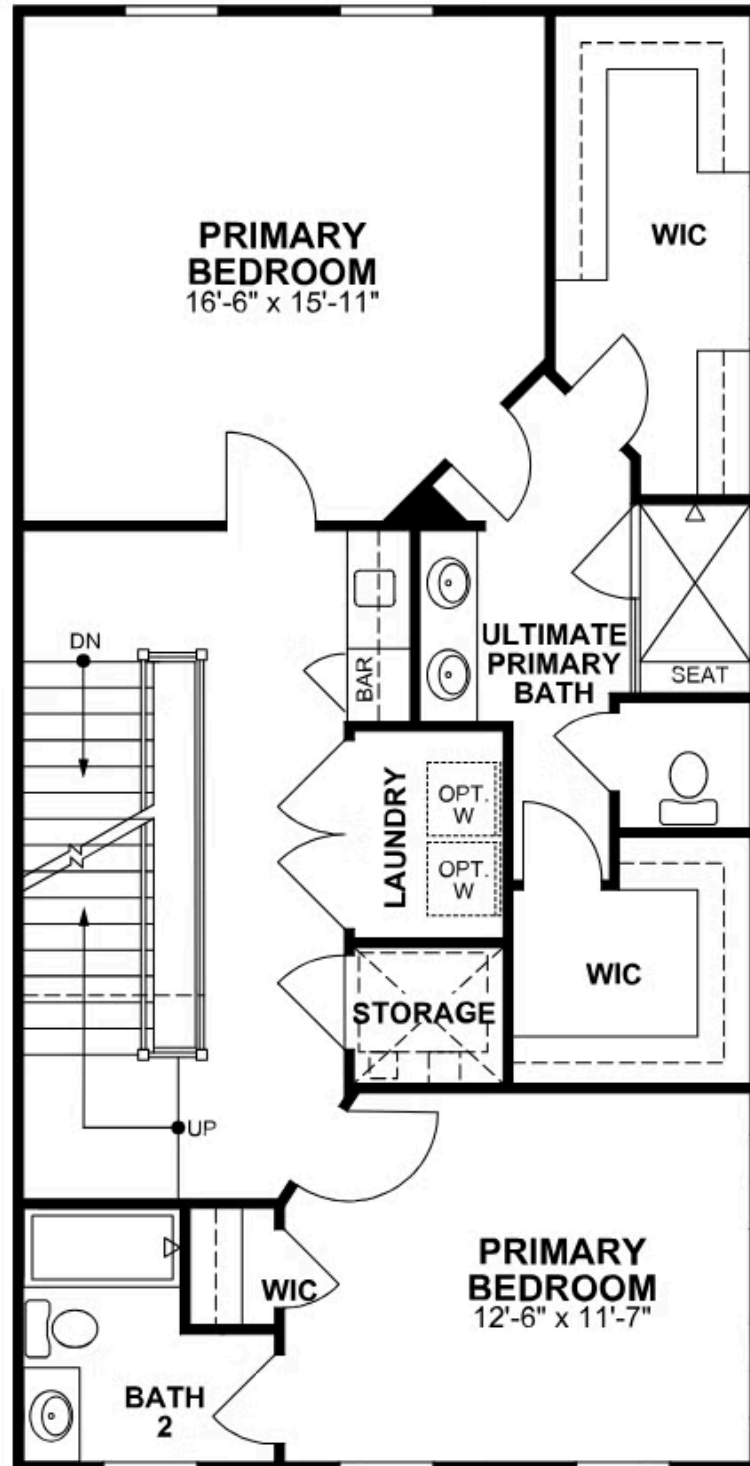 PRIMARY
BEDROOM
16'-6" x 15'-11"
WIC
DN
BAR
ULTIMATE
PRIMARY
BATH
SEAT
LAUNDRY
OPT.
W
OPT.
W
WIC
STORAGE
UP
WIC
PRIMARY
BEDROOM
12'-6" x 11'-7"
BATH
2